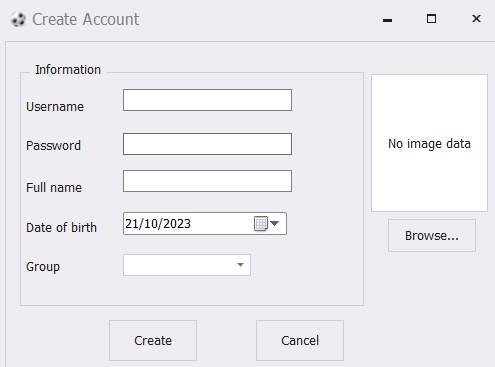 Create Account
Information
Username
Password
Full name
Date of birth 21/10/2023
Group
No image data
Browse...
Create Cancel